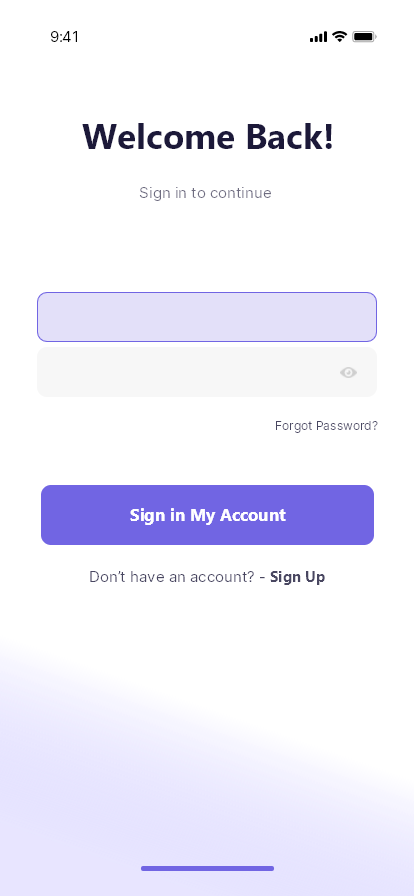 9:41
Welcome Back!
Sign in to continue
Forgot Password?
Sign in My Account
Don’t have an account? - Sign Up